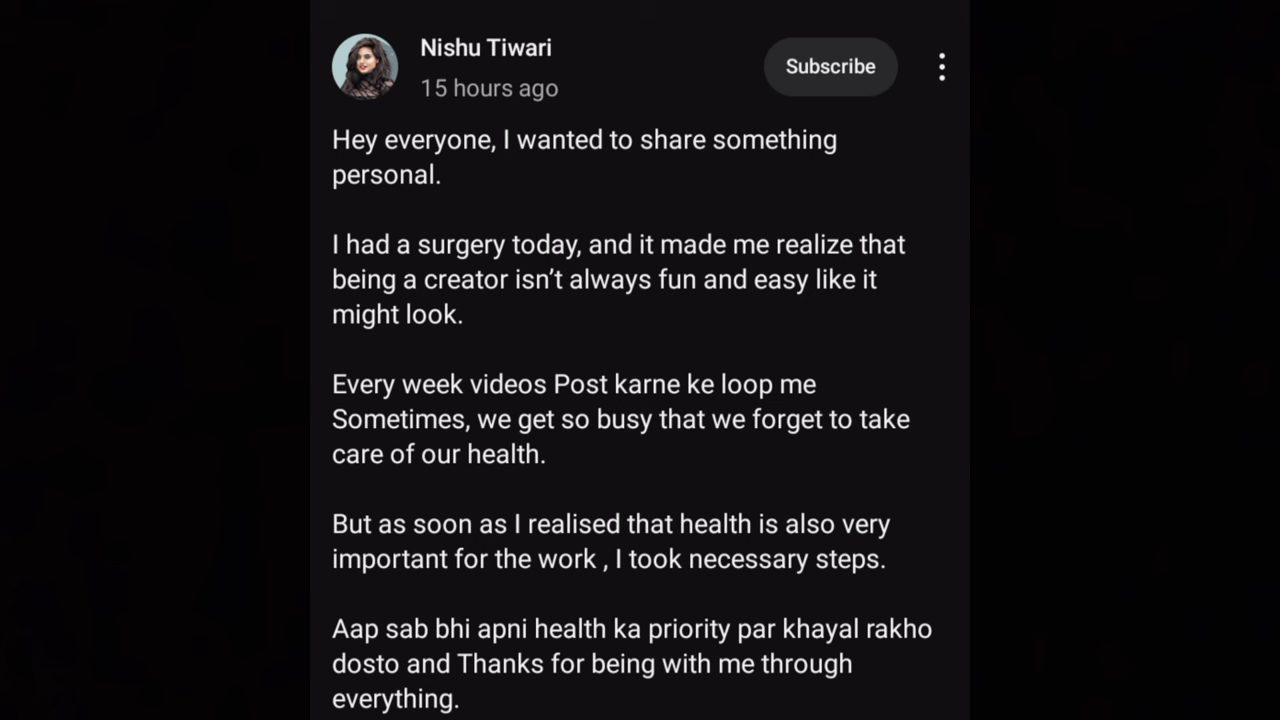 Nishu Tiwari
15 hours ago
Subscribe
Hey everyone, I wanted to share something
personal.
I had a surgery today, and it made me realize that
being a creator isn’t always fun and easy like it
might look.
Every week videos Post karne ke loop me
Sometimes, we get so busy that we forget to take
care of our health.
But as soon as I realised that health is also very
important for the work , I took necessary steps.
Aap sab bhi apni health ka priority par khayal rakho
dosto and Thanks for being with me through
everything.